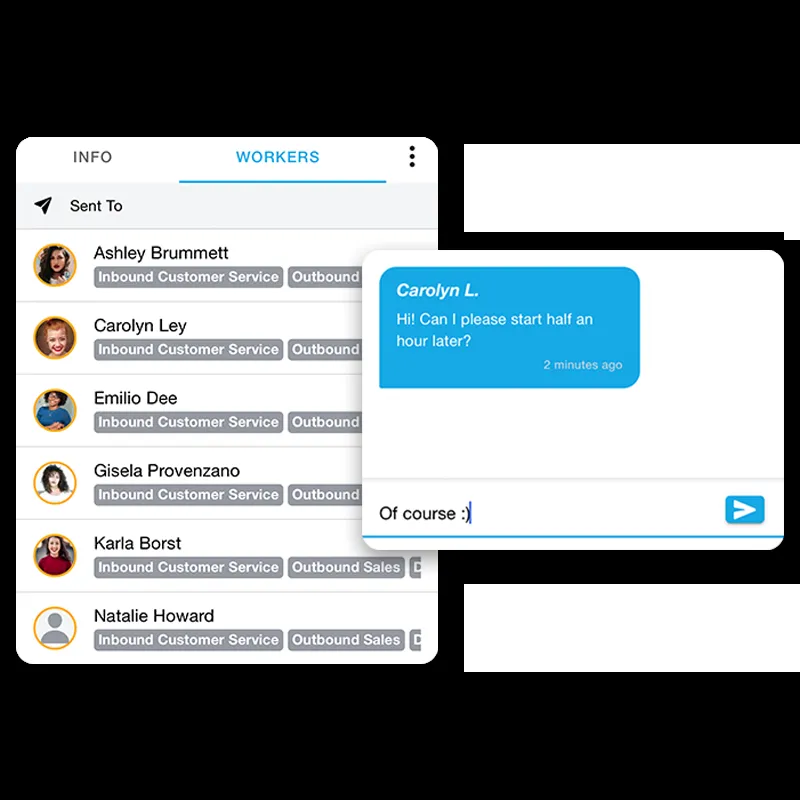 INFO WORKERS
Sent To
Ashley Brummett
Inbound Customer Service Outbound
Carolyn Ley
Inbound Customer Service Outbound
Emilio Dee
Inbound Customer Service Outbound
Gisela Provenzano
Inbound Customer Service Outbound
Karla Borst
Inbound Customer Service Outbound Sales D
Natalie Howard
Inbound Customer Service Outbound Sales
Carolyn L.
Hi! Can I please start half an
hour later?
2 minutes ago
Of course :)